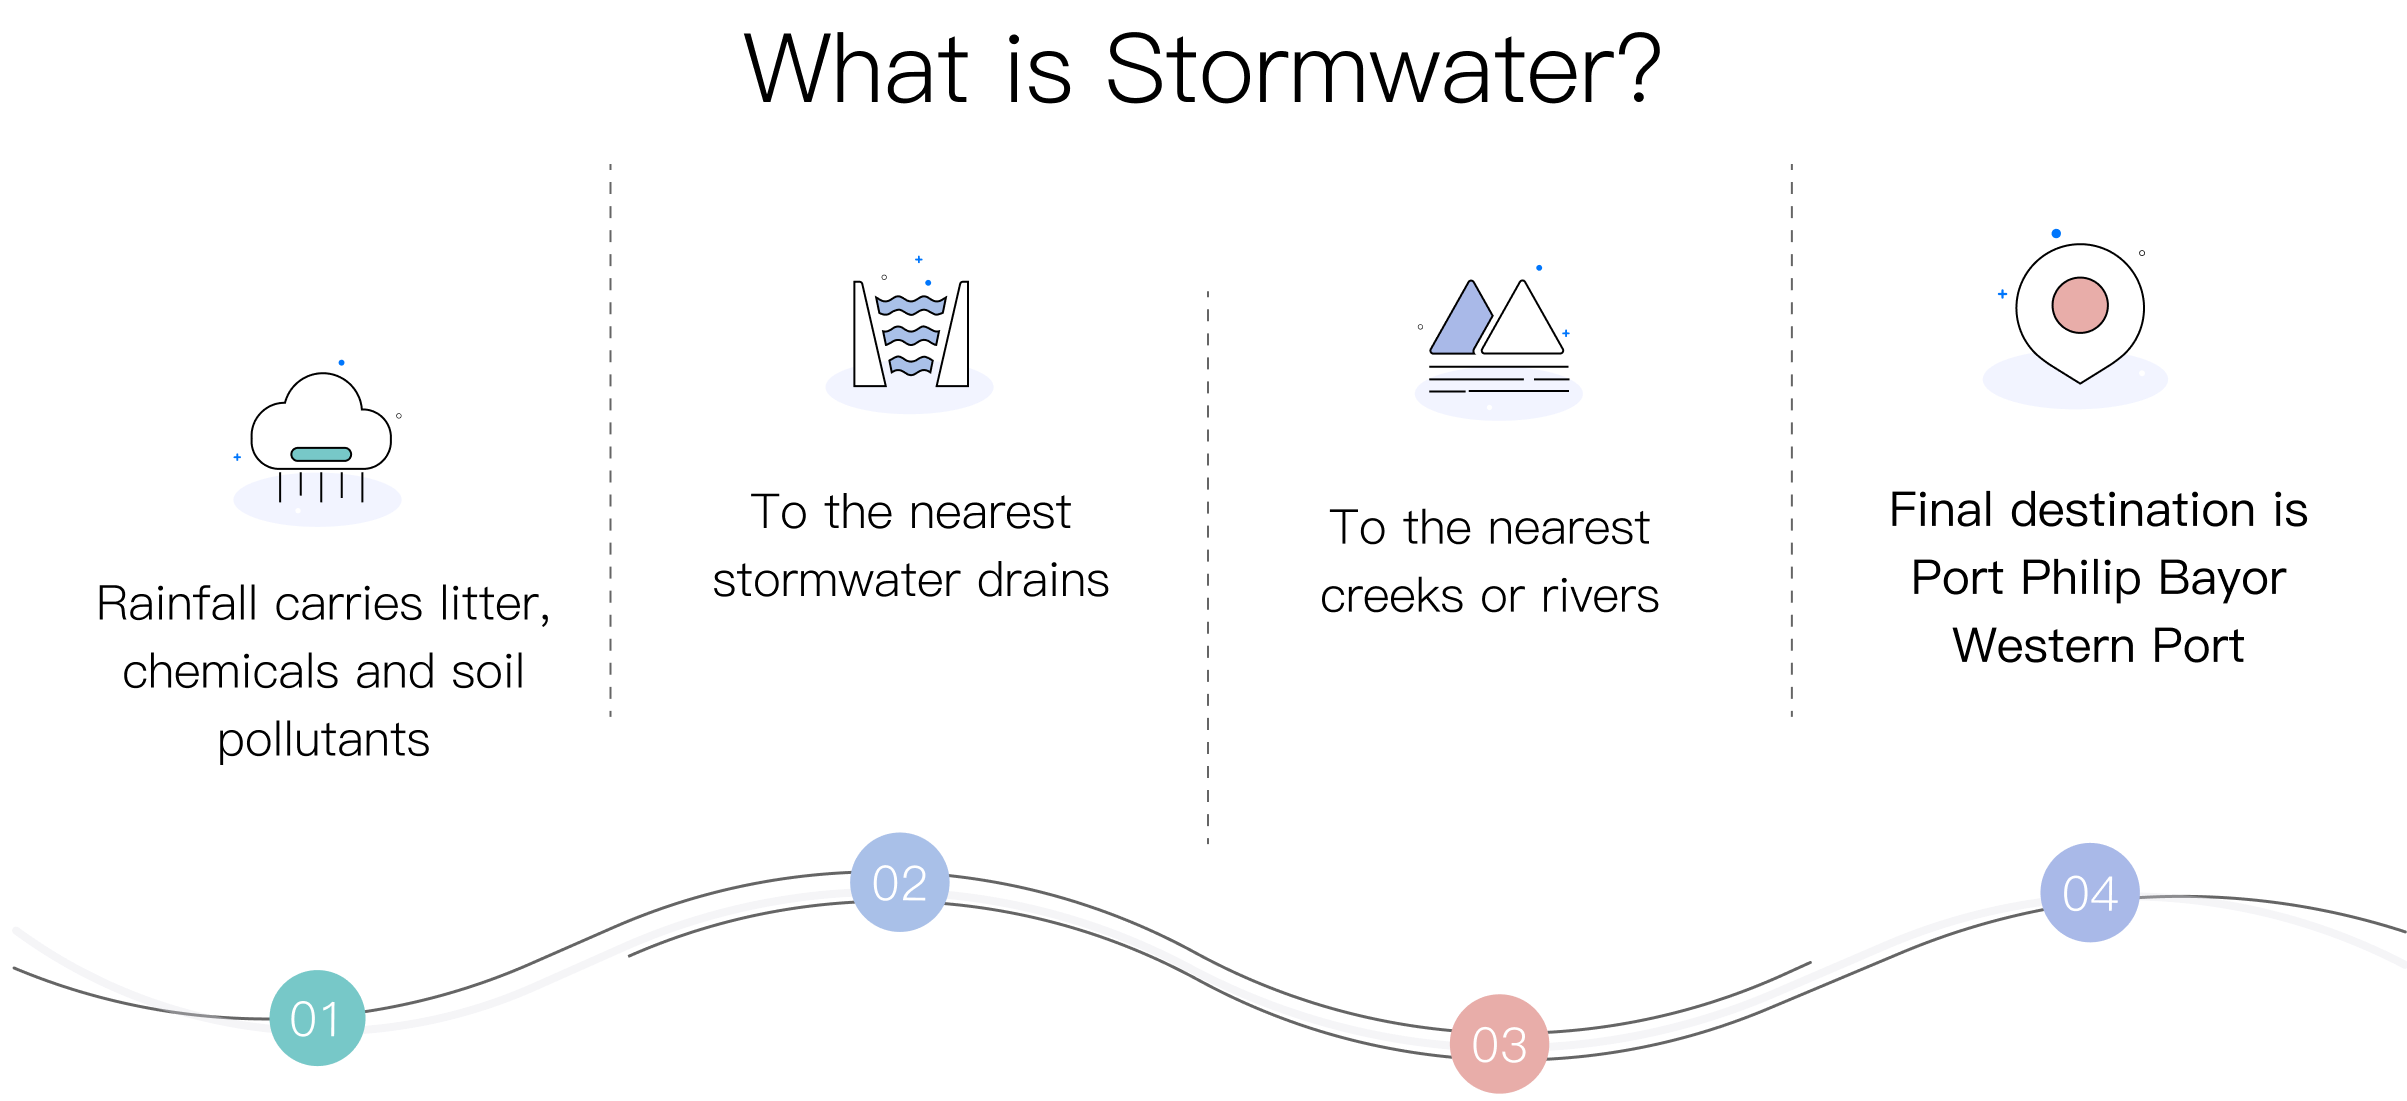 What is Stormwater?
Rainfall carries litter,
chemicals and soil
pollutants
To the nearest
stormwater drains
To the nearest
creeks or rivers
Final destination is
Port Philip Bayor
Western Port
01
02
03
04